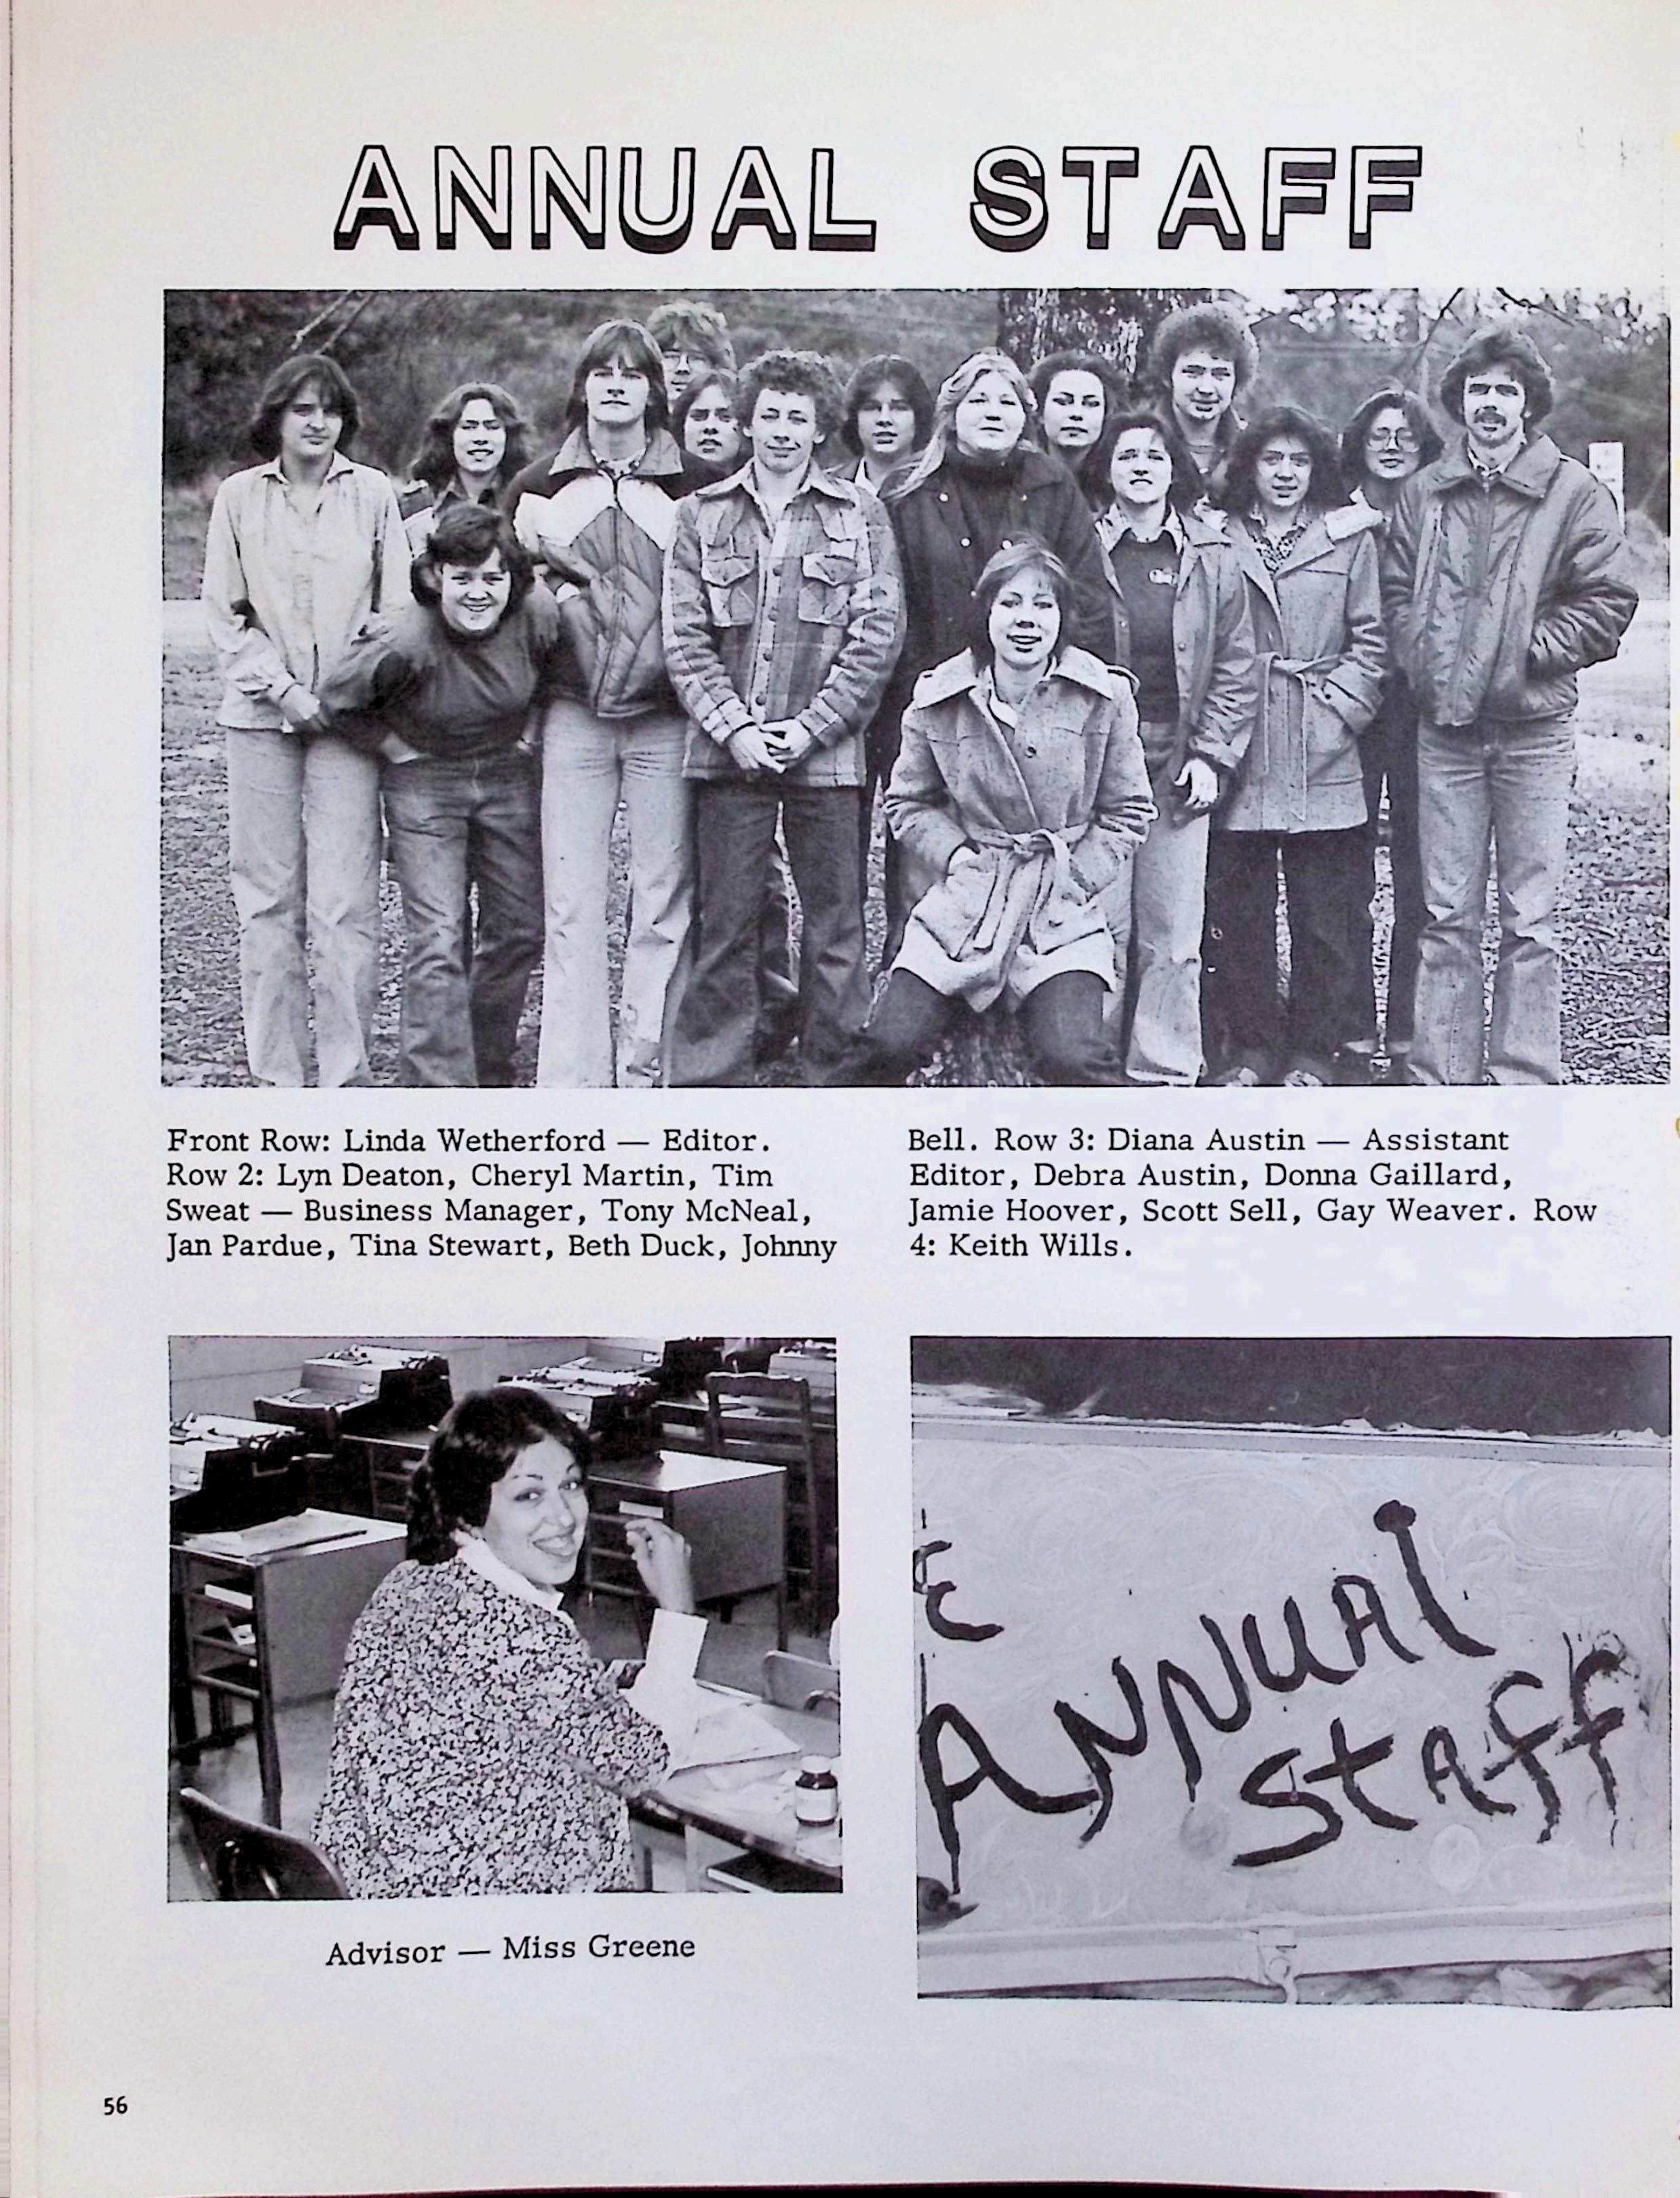 ANNUAL STAFF
Front Row: Linda Wetherford — Editor.
Row 2: Lyn Deaton, Cheryl Martin, Tim
Sweat — Business Manager, Tony McNeal,
Jan Pardue, Tina Stewart, Beth Duck, Johnny
Bell. Row 3: Diana Austin — Assistant
Editor, Debra Austin, Donna Gaillard,
Jamie Hoover, Scott Sell, Gay Weaver. Row
4: Keith Wills.
Advisor — Miss Greene
ANNUAl
StAff
56